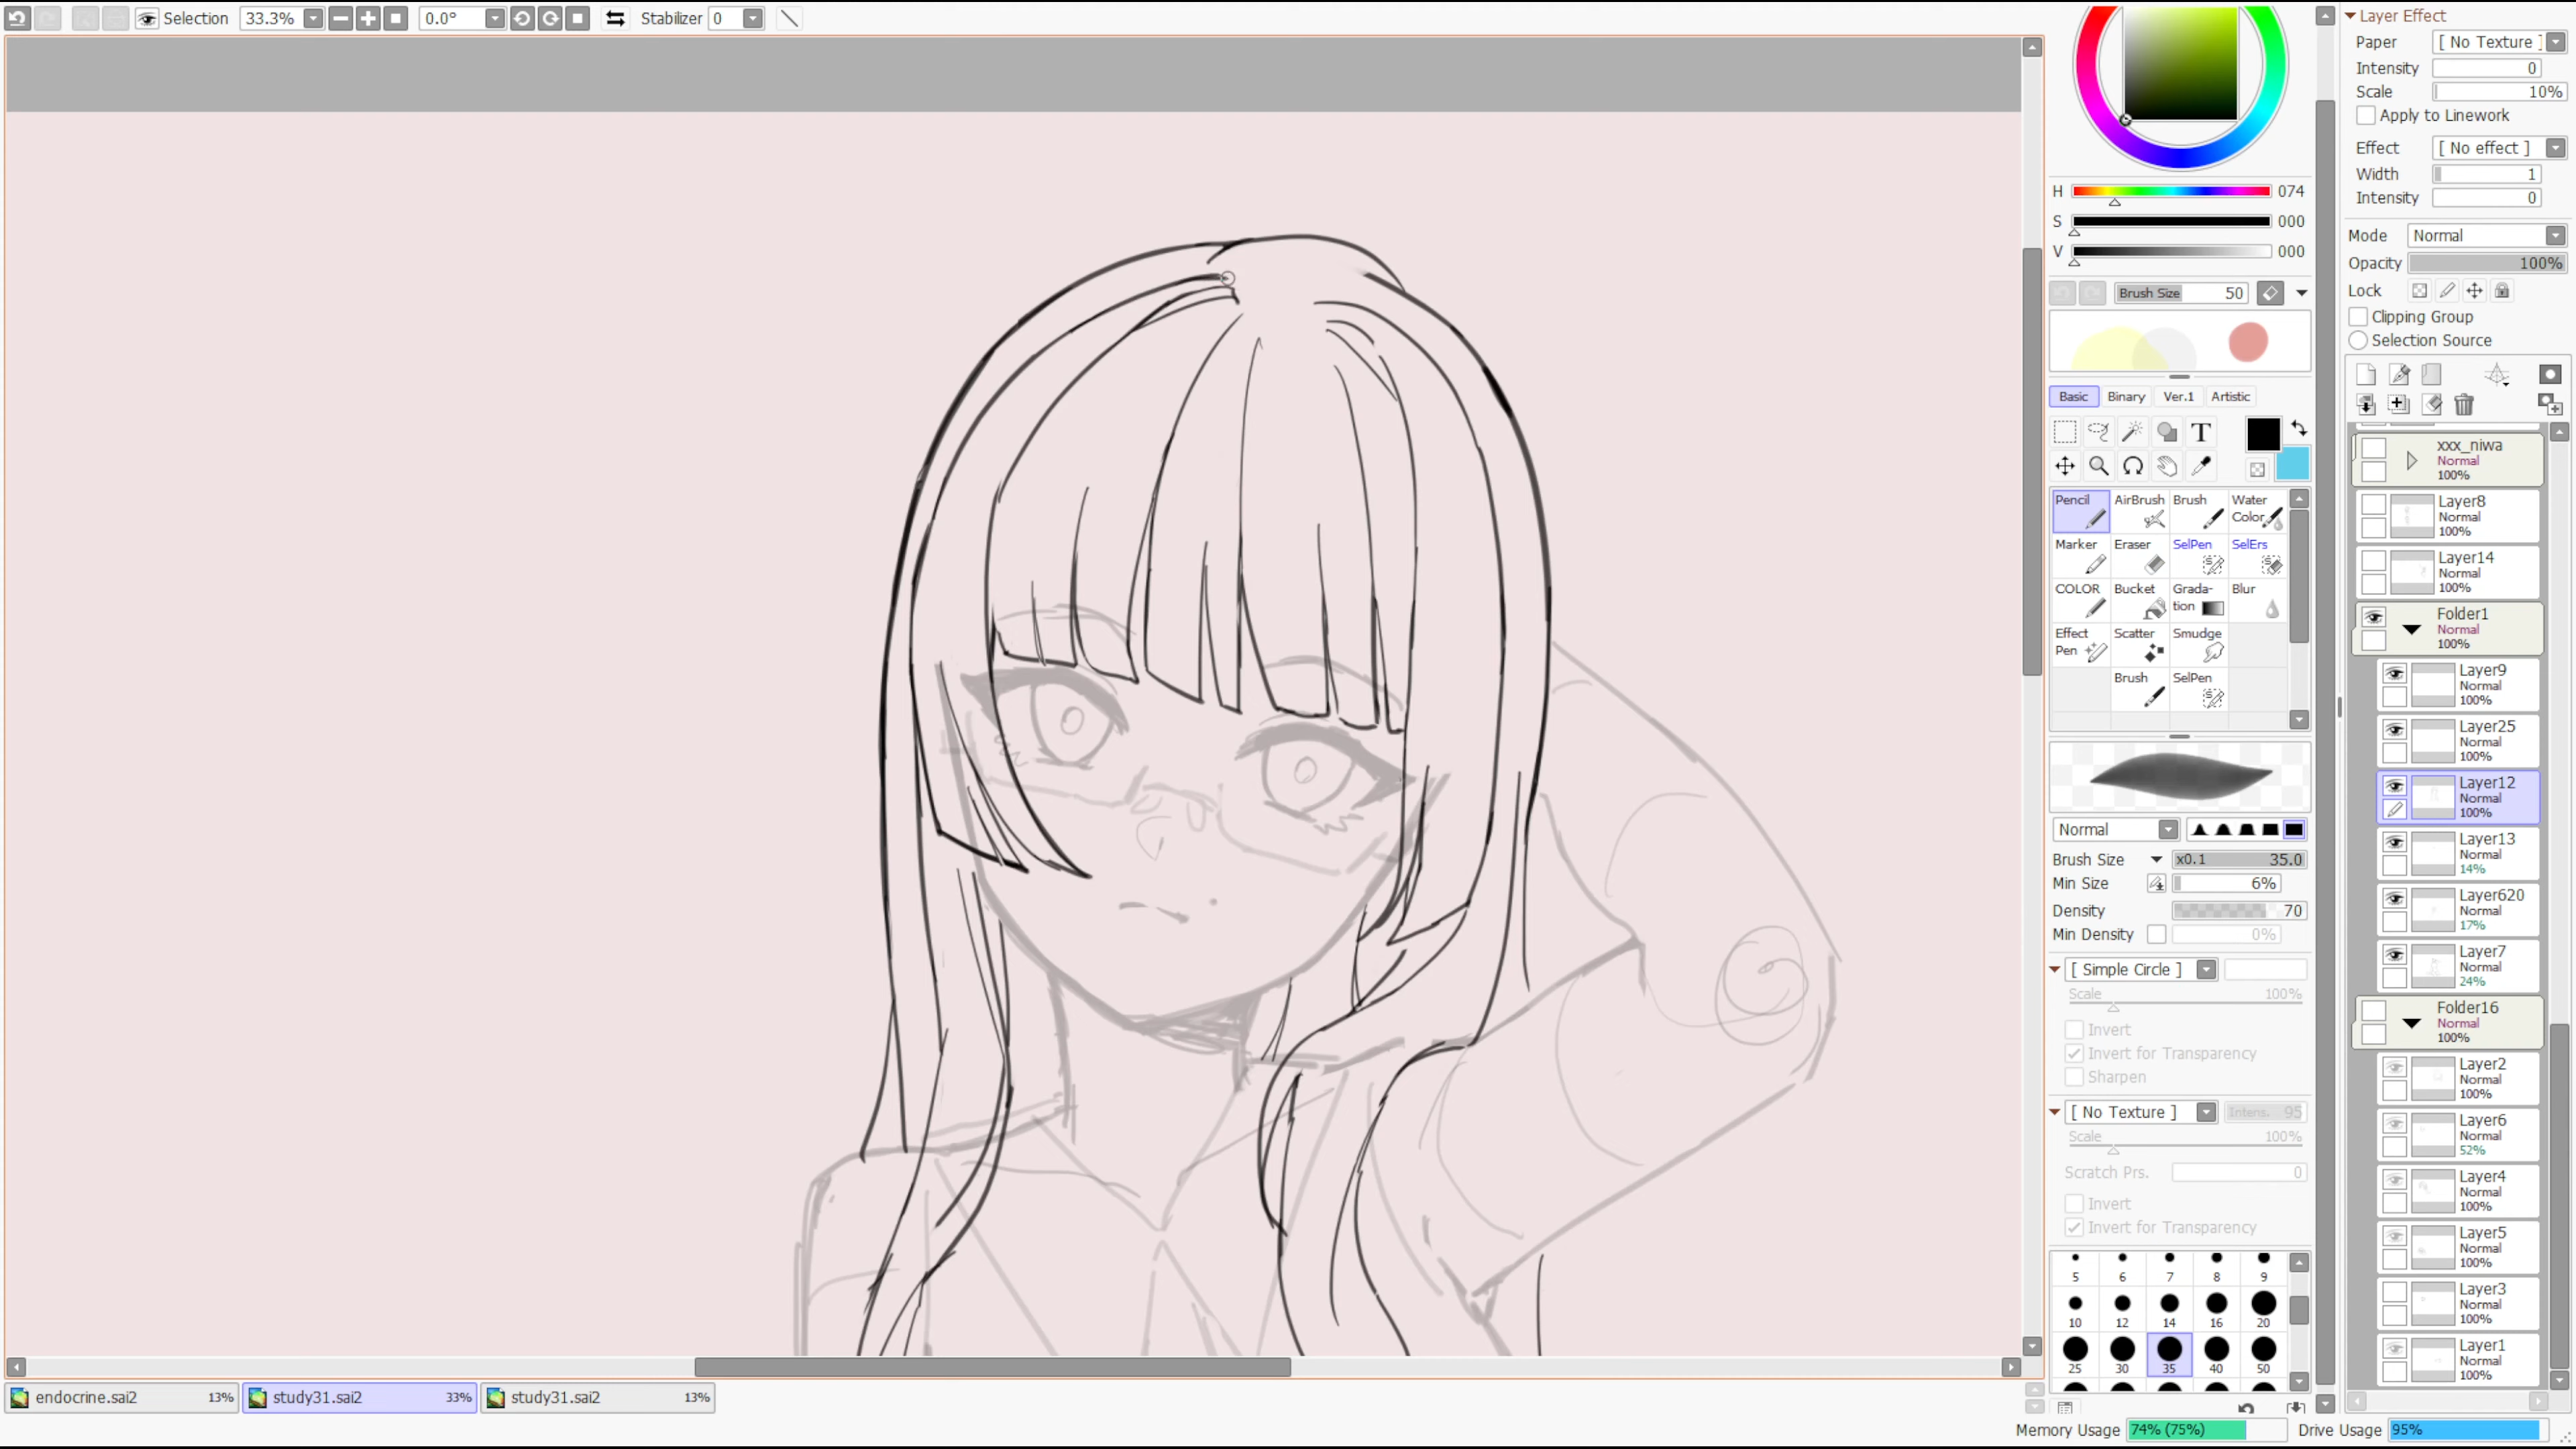 Selection 33.3% 0.0° Stabilizer 0
H 074
S 000
V 000
Brush Size 50
Basic Binary Ver.1 Artistic
T
Pencil AirBrush Brush Water Color
Marker Eraser SelPen SelErs
COLOR Bucket Grada-tion Blur
Effect Pen Scatter Smudge
Brush SelPen
Normal
Brush Size x0.1 35.0
Min Size 6%
Density 70
Min Density 0%
[ Simple Circle ]
Scale 100%
Invert
Invert for Transparency
Sharpen
[ No Texture ] Intens. 95
Scale 100%
Scratch Prs. 0
Invert
Invert for Transparency
5 6 7 8 9
10 12 14 16 20
25 30 35 40 50
Layer Effect
Paper [ No Texture ]
Intensity 0
Scale 10%
Apply to Linework
Effect [ No effect ]
Width 1
Intensity 0
Mode Normal
Opacity 100%
Lock
Clipping Group
Selection Source
xxx_niwa
Normal
100%
Layer8
Normal
100%
Layer14
Normal
100%
Folder1
Normal
100%
Layer9
Normal
100%
Layer25
Normal
100%
Layer12
Normal
100%
Layer13
Normal
14%
Layer620
Normal
17%
Layer7
Normal
24%
Folder16
Normal
100%
Layer2
Normal
100%
Layer6
Normal
52%
Layer4
Normal
100%
Layer5
Normal
100%
Layer3
Normal
100%
Layer1
Normal
100%
endocrine.sai2 13% study31.sai2 33% study31.sai2 13%
Memory Usage 74% (75%) Drive Usage 95%